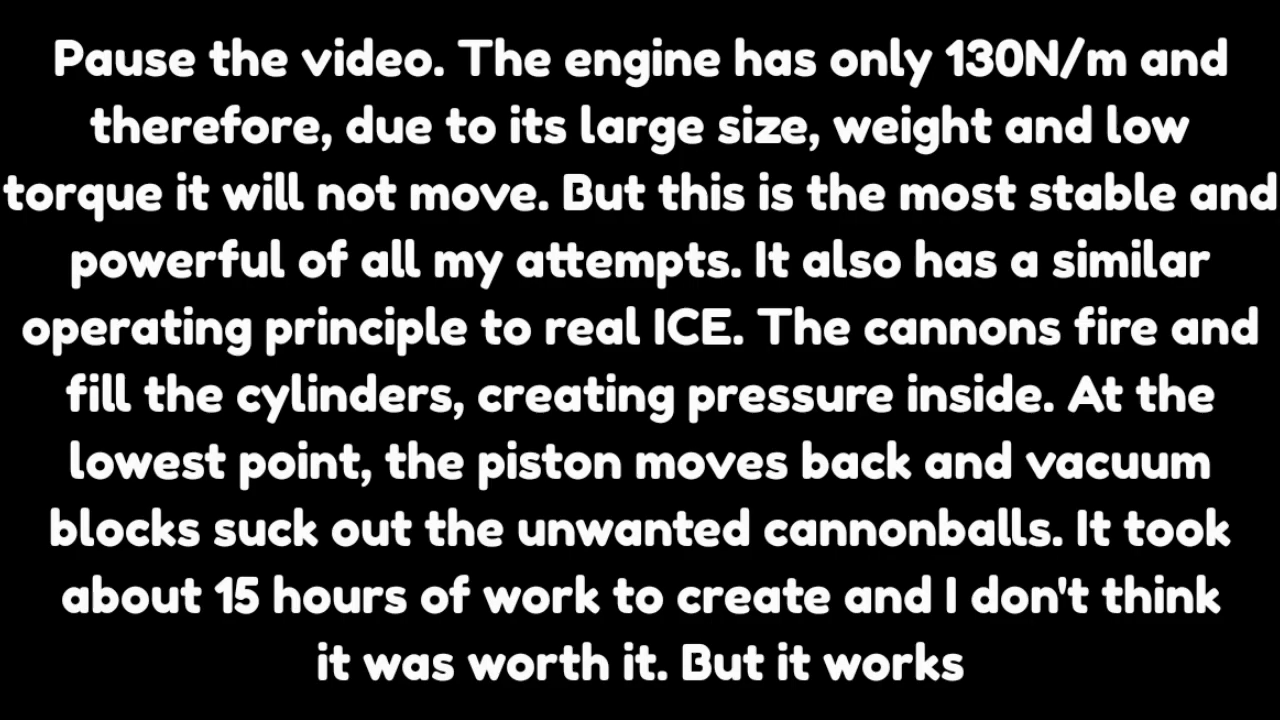 Pause the video. The engine has only 130N/m and
therefore, due to its large size, weight and low
torque it will not move. But this is the most stable and
powerful of all my attempts. It also has a similar
operating principle to real ICE. The cannons fire and
fill the cylinders, creating pressure inside. At the
lowest point, the piston moves back and vacuum
blocks suck out the unwanted cannonballs. It took
about 15 hours of work to create and I don't think
it was worth it. But it works